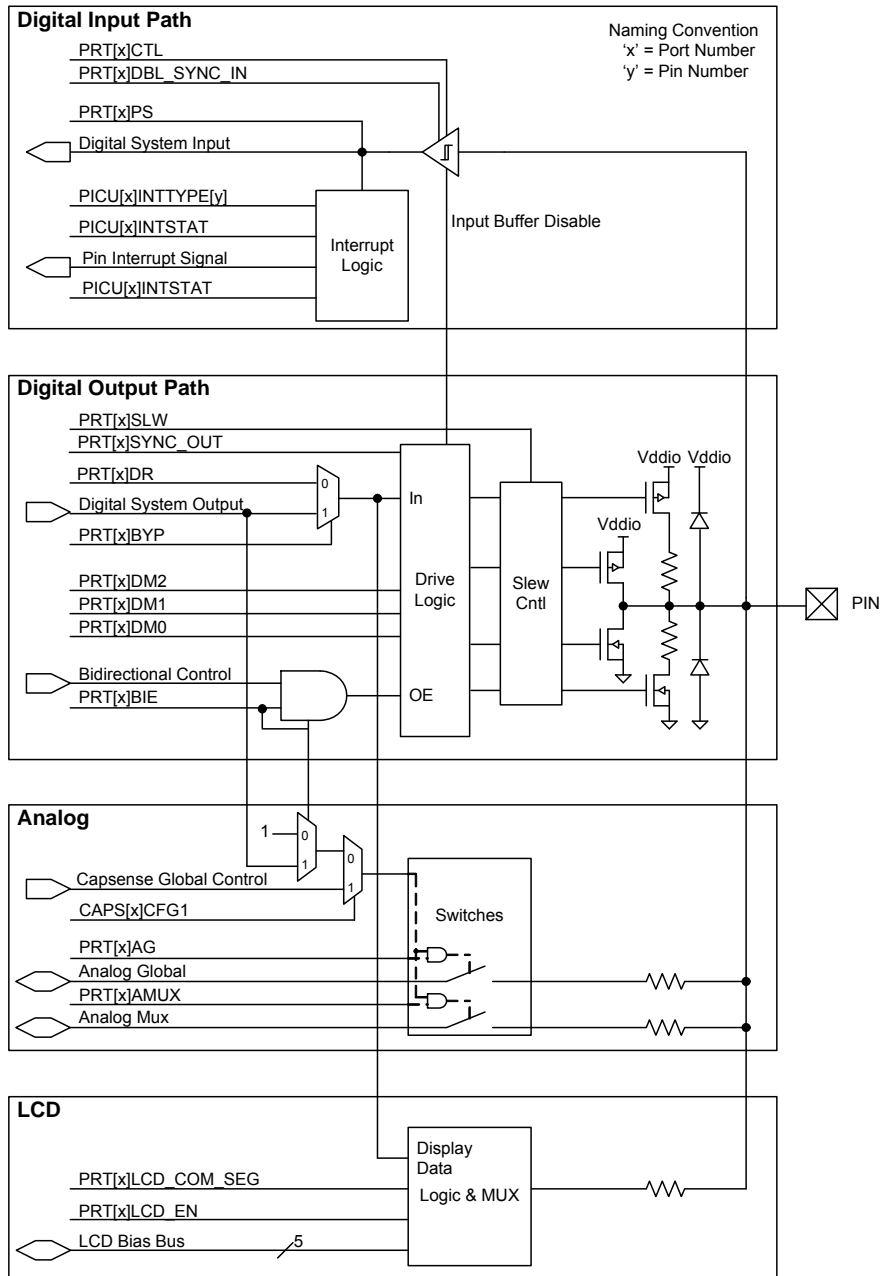 Digital Input Path
Naming Convention
'x' = Port Number
'y' = Pin Number
PRT[x]CTL
PRT[x]DBL_SYNC_IN
PRT[x]PS
Digital System Input
PICU[x]INTTYPE[y]
PICU[x]INTSTAT
Pin Interrupt Signal
PICU[x]INTSTAT
Interrupt
Logic
Input Buffer Disable
Digital Output Path
PRT[x]SLW
PRT[x]SYNC_OUT
PRT[x]DR
Digital System Output
PRT[x]BYP
0
1
PRT[x]DM2
PRT[x]DM1
PRT[x]DM0
Bidirectional Control
PRT[x]BIE
In
Drive
Logic
OE
Slew
Cntl
Vddio Vddio
Vddio
PIN
Analog
1
0
1
0
1
Capsense Global Control
CAPS[x]CFG1
Switches
PRT[x]AG
Analog Global
PRT[x]AMUX
Analog Mux
LCD
Display
Data
Logic & MUX
PRT[x]LCD_COM_SEG
PRT[x]LCD_EN
LCD Bias Bus
5